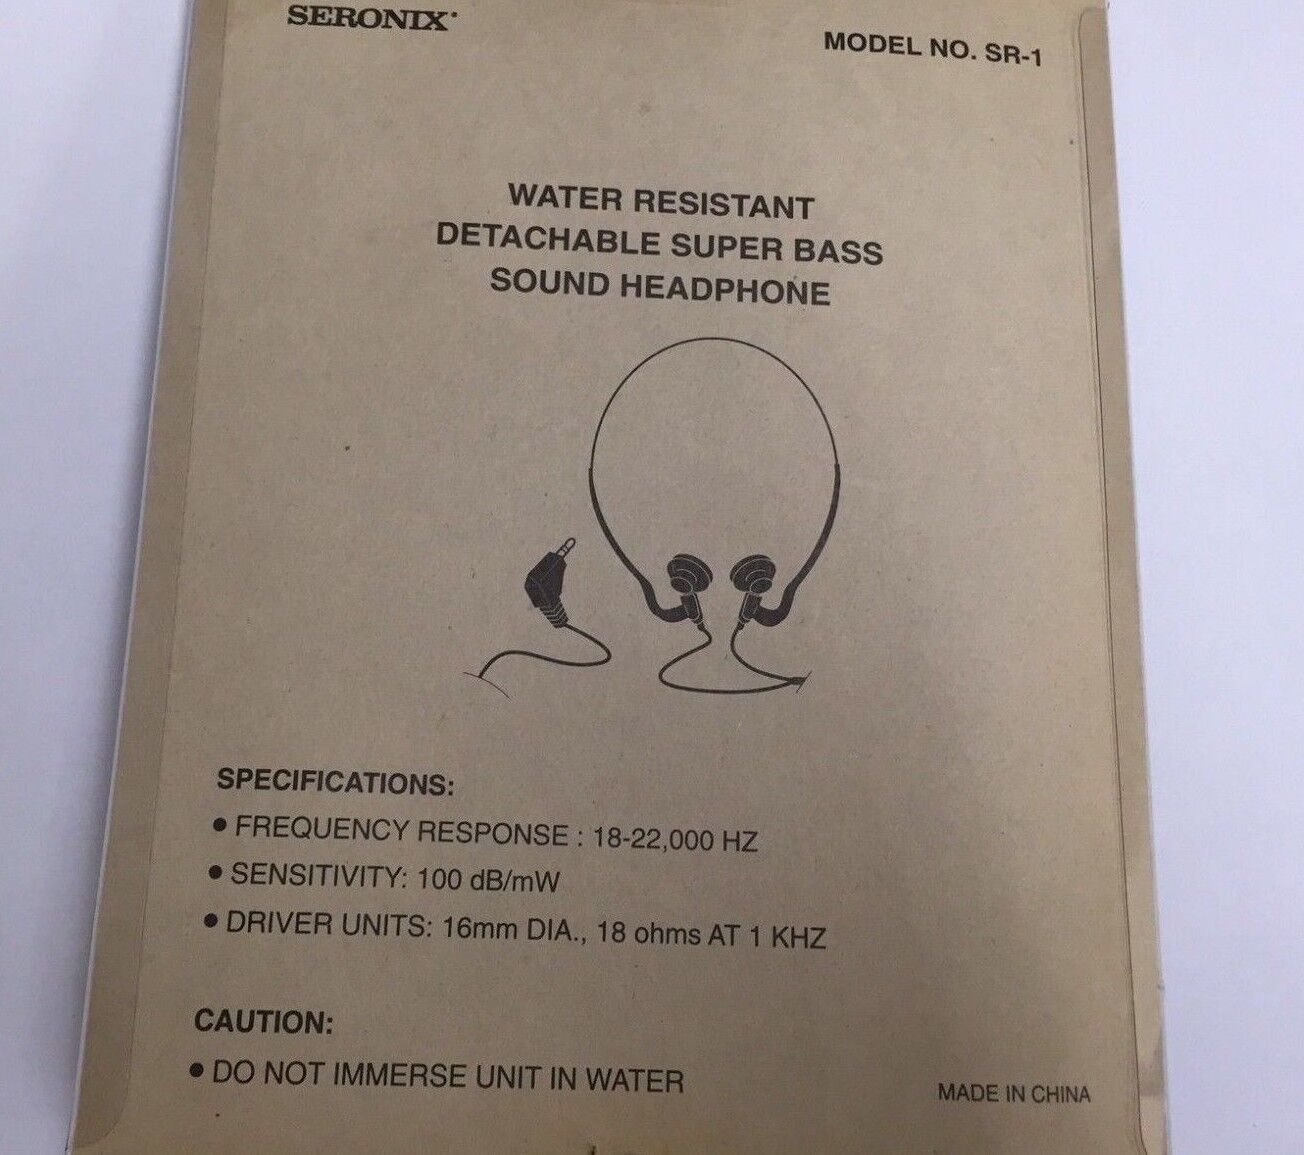 SERONIX
MODEL NO. SR-1
WATER RESISTANT
DETACHABLE SUPER BASS
SOUND HEADPHONE
SPECIFICATIONS:
● FREQUENCY RESPONSE : 18-22,000 HZ
● SENSITIVITY: 100 dB/mW
● DRIVER UNITS: 16mm DIA., 18 ohms AT 1 KHZ
CAUTION:
● DO NOT IMMERSE UNIT IN WATER
MADE IN CHINA